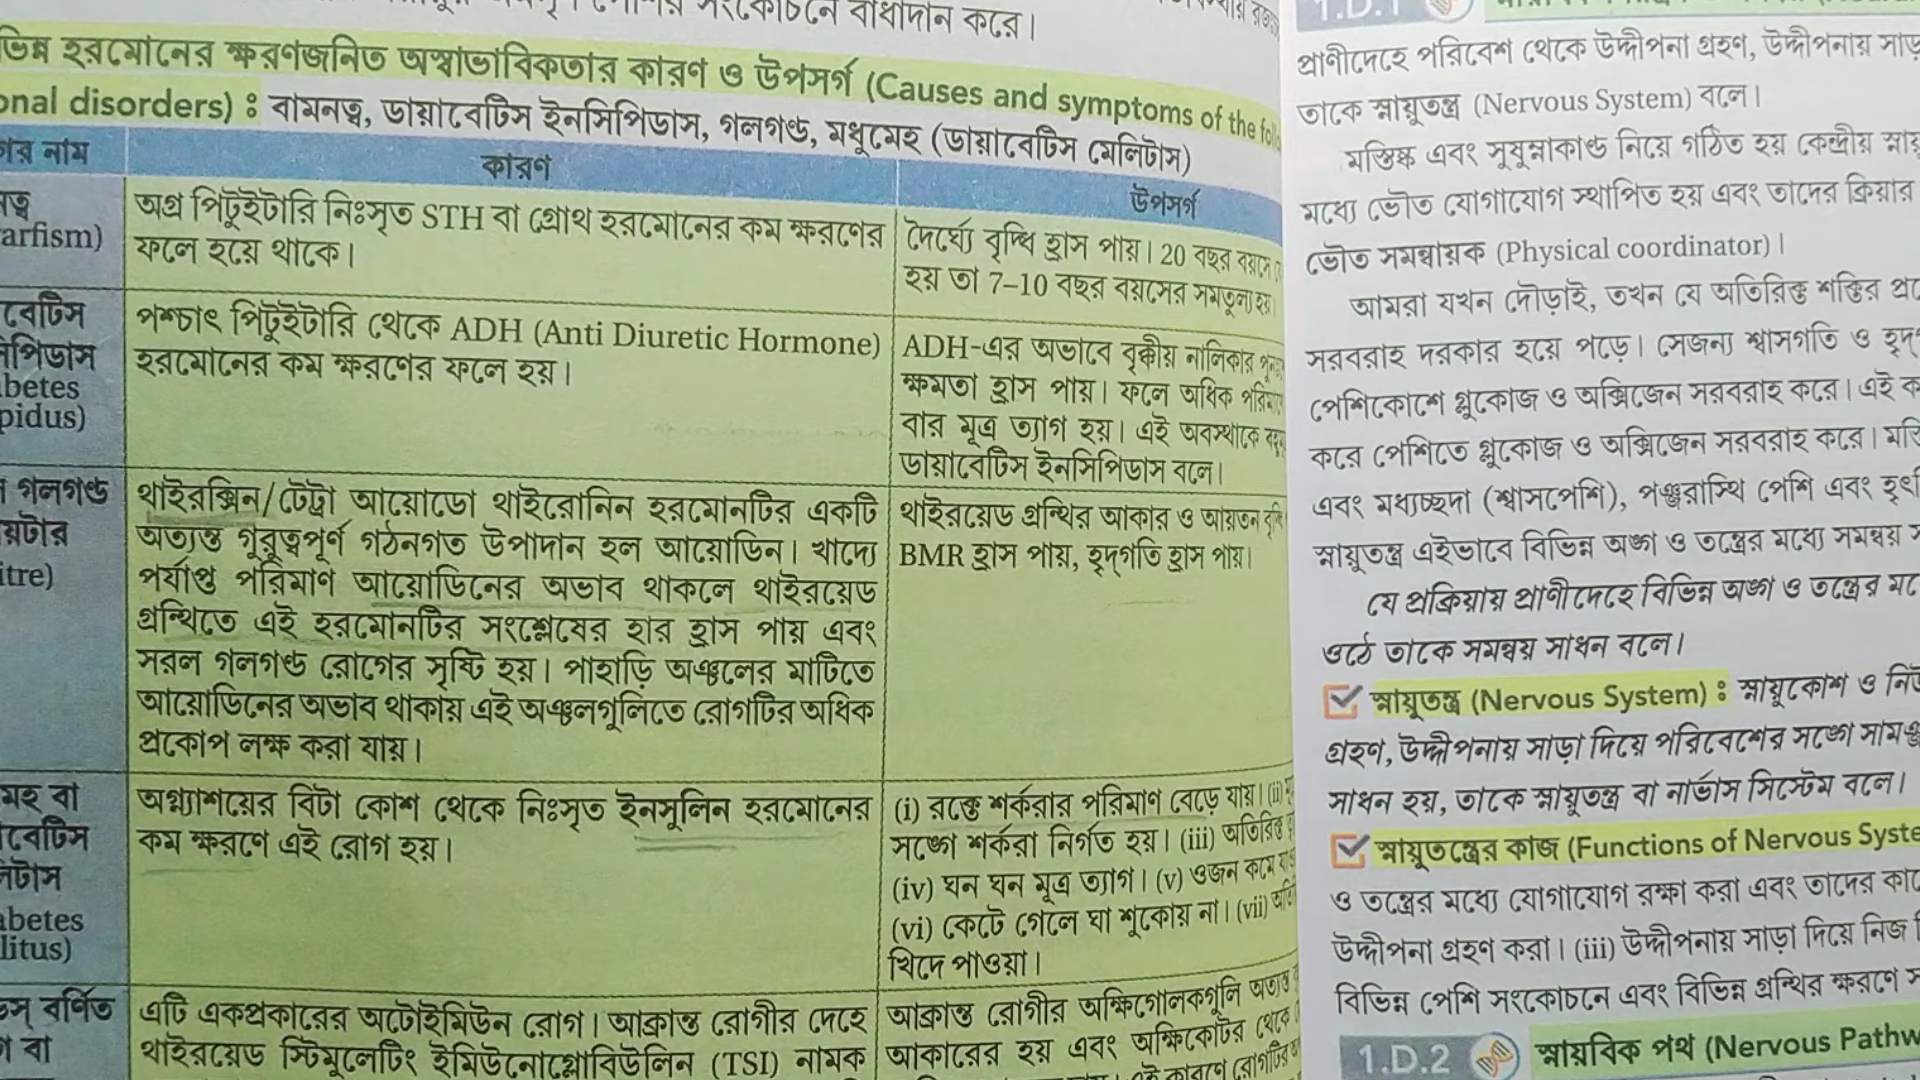 সংকোচনে বাধাদান করে।
হরমোনের ক্ষরণজনিত অস্বাভাবিকতার কারণ ও উপসর্গ (Causes and symptoms of the
disorders) : বামনত্ব, ডায়াবেটিস ইনসিপিডাস, গলগণ্ড, মধুমেহ (ডায়াবেটিস মেলিটাস)
নাম
কারণ
উপসর্গ
অগ্র পিটুইটারি নিঃসৃত STH বা গ্রোথ হরমোনের কম ক্ষরণের
ফলে হয়ে থাকে।
দৈর্ঘ্যে বৃদ্ধি হ্রাস পায়। 20 বছর বয়সে
হয় তা 7–10 বছর বয়সের সমতুল্য হয়।
পশ্চাৎ পিটুইটারি থেকে ADH (Anti Diuretic Hormone)
হরমোনের কম ক্ষরণের ফলে হয়।
ADH-এর অভাবে বৃক্কীয় নালিকার
ক্ষমতা হ্রাস পায়। ফলে অধিক
বার মূত্র ত্যাগ হয়। এই অবস্থাকে
ডায়াবেটিস ইনসিপিডাস বলে।
গলগণ্ড
থাইরক্সিন/টেট্রা আয়োডো থাইরোনিন হরমোনটির একটি
অত্যন্ত গুরুত্বপূর্ণ গঠনগত উপাদান হল আয়োডিন। খাদ্যে
পর্যাপ্ত পরিমাণ আয়োডিনের অভাব থাকলে থাইরয়েড
গ্রন্থিতে এই হরমোনটির সংশ্লেষের হার হ্রাস পায় এবং
সরল গলগণ্ড রোগের সৃষ্টি হয়। পাহাড়ি অঞ্চলের মাটিতে
আয়োডিনের অভাব থাকায় এই অঞ্চলগুলিতে রোগটির অধিক
প্রকোপ লক্ষ করা যায়।
থাইরয়েড গ্রন্থির আকার ও আয়তন
BMR হ্রাস পায়, হৃদ্‌গতি হ্রাস পায়।
বা
অগ্ন্যাশয়ের বিটা কোশ থেকে নিঃসৃত ইনসুলিন হরমোনের
কম ক্ষরণে এই রোগ হয়।
(i) রক্তে শর্করার পরিমাণ বেড়ে যায়। (ii)
সঙ্গে শর্করা নির্গত হয়। (iii) অতিরিক্ত
(iv) ঘন ঘন মূত্র ত্যাগ। (v) ওজন কমে
(vi) কেটে গেলে ঘা শুকোয় না। (vii)
খিদে পাওয়া।
বর্ণিত
বা
এটি একপ্রকারের অটোইমিউন রোগ। আক্রান্ত রোগীর দেহে
থাইরয়েড স্টিমুলেটিং ইমিউনোগ্লোবিউলিন (TSI) নামক
আক্রান্ত রোগীর অক্ষিগোলকগুলি
আকারের হয় এবং অক্ষিকোটর থেকে
1.D.1
প্রাণীদেহে পরিবেশ থেকে উদ্দীপনা গ্রহণ, উদ্দীপনায়
তাকে স্নায়ুতন্ত্র (Nervous System) বলে।
মস্তিষ্ক এবং সুষুম্নাকাণ্ড নিয়ে গঠিত হয় কেন্দ্রীয়
মধ্যে ভৌত যোগাযোগ স্থাপিত হয় এবং তাদের ক্রিয়ার
ভৌত সমন্বায়ক (Physical coordinator)।
আমরা যখন দৌড়াই, তখন যে অতিরিক্ত শক্তির
সরবরাহ দরকার হয়ে পড়ে। সেজন্য শ্বাসগতি ও
পেশিকোশে গ্লুকোজ ও অক্সিজেন সরবরাহ করে। এই
করে পেশিতে গ্লুকোজ ও অক্সিজেন সরবরাহ করে।
এবং মধ্যচ্ছদা (শ্বাসপেশি), পঞ্জরাস্থি পেশি এবং
স্নায়ুতন্ত্র এইভাবে বিভিন্ন অঙ্গ ও তন্ত্রের মধ্যে সমন্বয়
যে প্রক্রিয়ায় প্রাণীদেহে বিভিন্ন অঙ্গ ও তন্ত্রের
ওঠে তাকে সমন্বয় সাধন বলে।
স্নায়ুতন্ত্র (Nervous System) : স্নায়ুকোশ ও
গ্রহণ, উদ্দীপনায় সাড়া দিয়ে পরিবেশের সঙ্গে
সাধন হয়, তাকে স্নায়ুতন্ত্র বা নার্ভাস সিস্টেম বলে।
স্নায়ুতন্ত্রের কাজ (Functions of Nervous
ও তন্ত্রের মধ্যে যোগাযোগ রক্ষা করা এবং তাদের
উদ্দীপনা গ্রহণ করা। (iii) উদ্দীপনায় সাড়া দিয়ে নিজ
বিভিন্ন পেশি সংকোচনে এবং বিভিন্ন গ্রন্থির ক্ষরণে
1.D.2 স্নায়বিক পথ (Nervous